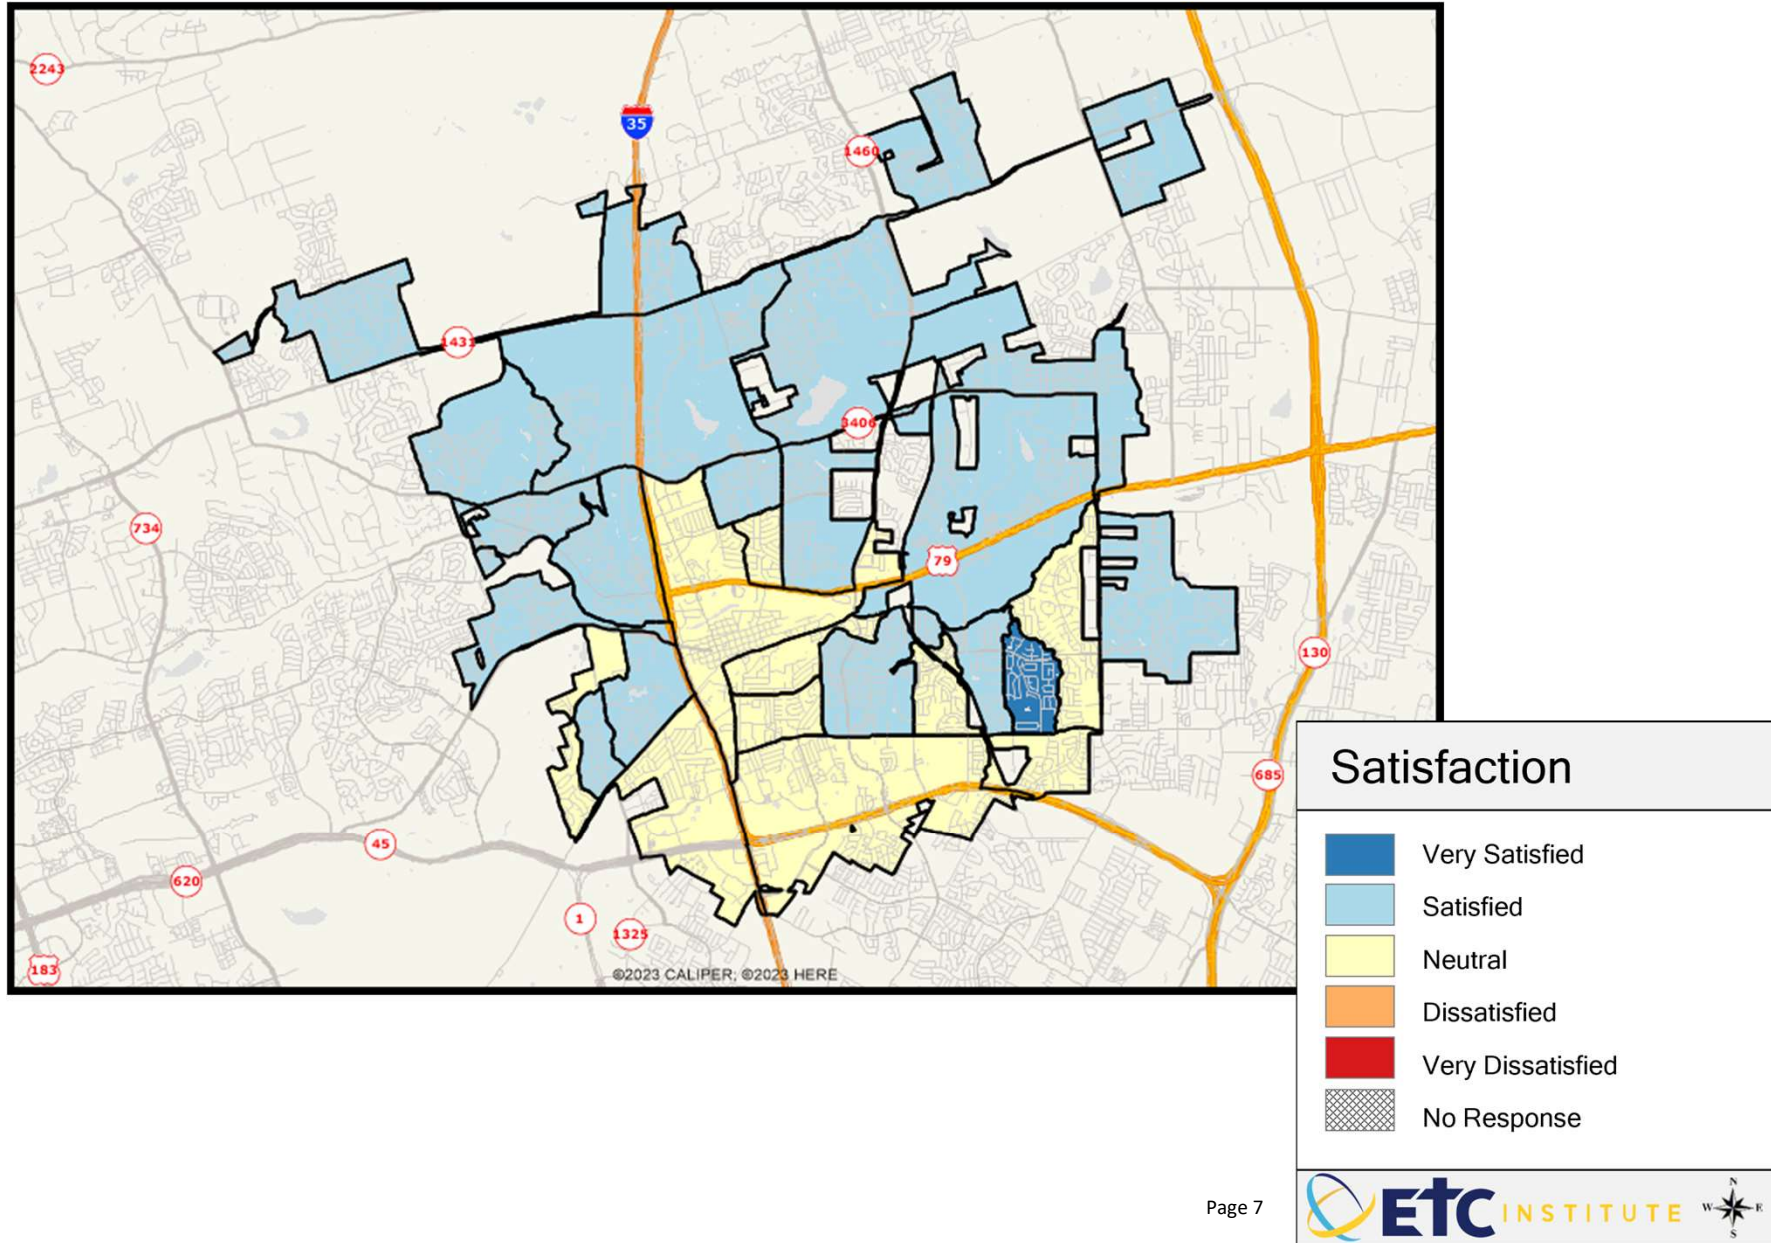 2243
35
1460
1431
3406
734
79
130
685
45
620
1
1325
183
©2023 CALIPER; ©2023 HERE
Satisfaction
Very Satisfied
Satisfied
Neutral
Dissatisfied
Very Dissatisfied
No Response
Page 7
ETC INSTITUTE
N
W E
S